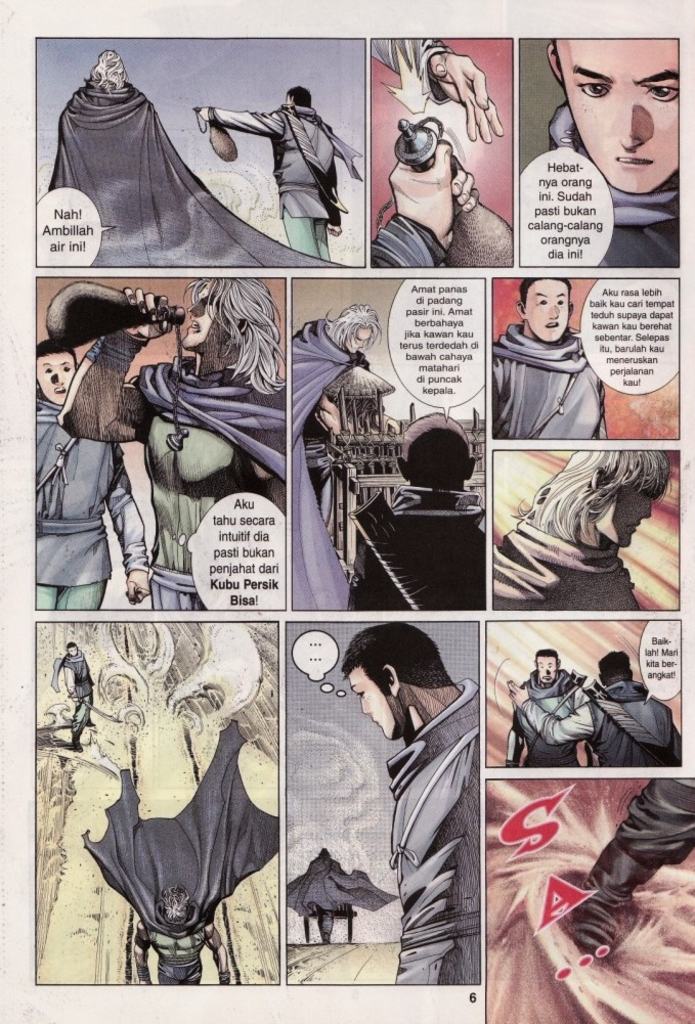 Nah!
Ambillah
air ini!
Hebat-
nya orang
ini. Sudah
pasti bukan
calang-calang
orangnya
dia ini!
Aku
tahu secara
intuitif dia
pasti bukan
penjahat dari
Kubu Persik
Bisa!
Amat panas
di padang
pasir ini. Amat
berbahaya
jika kawan kau
terus terdedah di
bawah cahaya
matahari
di puncak
kepala.
Aku rasa lebih
baik kau cari tempat
teduh supaya dapat
kawan kau berehat
sebentar. Selepas
itu, barulah kau
meneruskan
perjalanan
kau!
...
...
Baik-
lah! Mari
kita ber-
angkat!
S
A
...
6